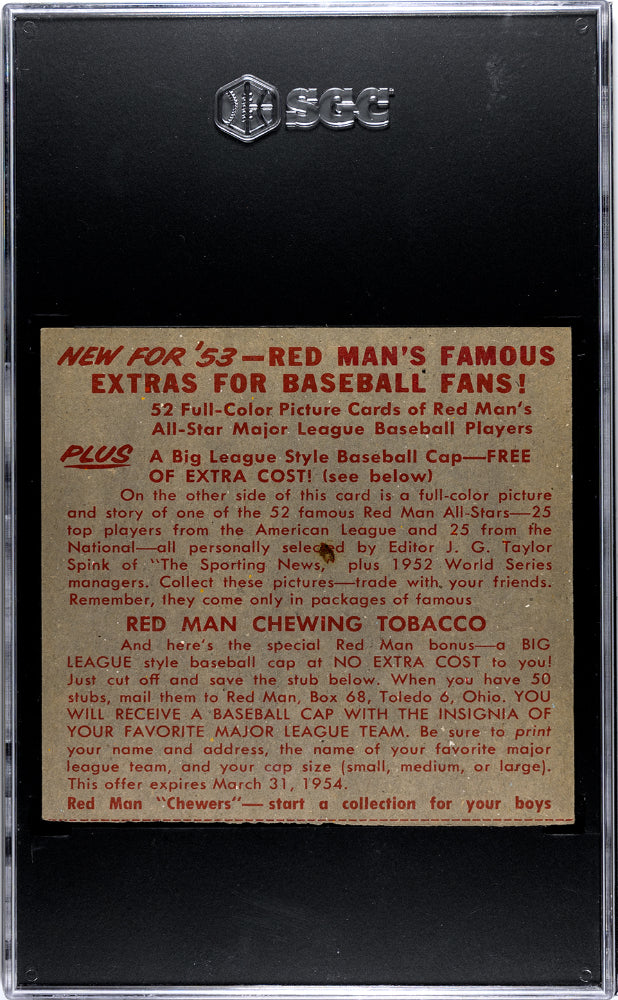 SGC
NEW FOR '53—RED MAN'S FAMOUS
EXTRAS FOR BASEBALL FANS!
52 Full-Color Picture Cards of Red Man's
All-Star Major League Baseball Players
PLUS A Big League Style Baseball Cap—FREE
OF EXTRA COST! (see below)
On the other side of this card is a full-color picture
and story of one of the 52 famous Red Man All-Stars—25
top players from the American League and 25 from the
National—all personally selected by Editor J. G. Taylor
Spink of "The Sporting News," plus 1952 World Series
managers. Collect these pictures—trade with your friends.
Remember, they come only in packages of famous
RED MAN CHEWING TOBACCO
And here's the special Red Man bonus—a BIG
LEAGUE style baseball cap at NO EXTRA COST to you!
Just cut off and save the stub below. When you have 50
stubs, mail them to Red Man, Box 68, Toledo 6, Ohio. YOU
WILL RECEIVE A BASEBALL CAP WITH THE INSIGNIA OF
YOUR FAVORITE MAJOR LEAGUE TEAM. Be sure to print
your name and address, the name of your favorite major
league team, and your cap size (small, medium, or large).
This offer expires March 31, 1954.
Red Man "Chewers"—start a collection for your boys